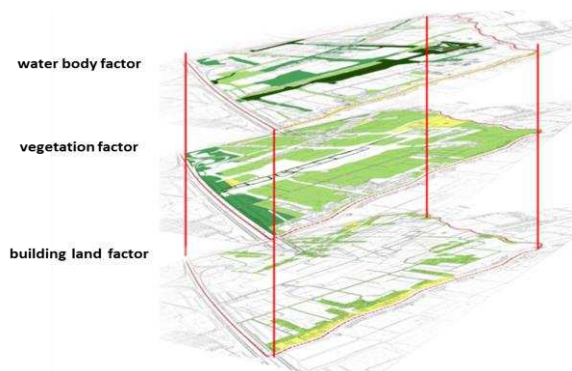 water body factor
vegetation factor
building land factor